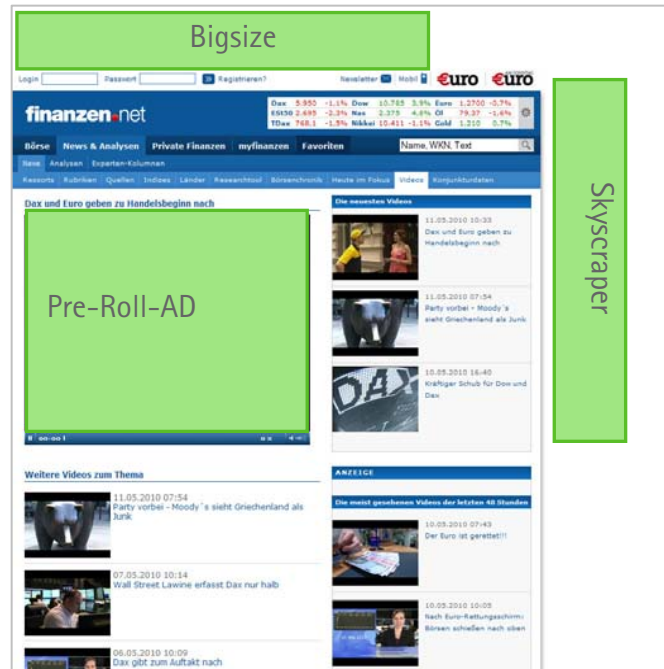 Bigsize
Login Passwort Registrieren? Newsletter Mobil €uro €uro
finanzen.net
Dax 5.950 -1.1% Dow 10.785 3.9% Euro 1.2700 -0.7%
ESt50 2.695 -2.3% Nas 2.375 4.8% Öl 79.37 -1.6%
TDax 768.1 -1.5% Nikkei 10.411 -1.1% Gold 1.210 0.7%
Börse News & Analysen Private Finanzen myfinanzen Favoriten Name, WKN, Text
News Analysen Experten-Kolumnen
Ressorts Rubriken Quellen Indizes Länder Researchtool Börsenchronik Heute im Fokus Videos Konjunkturdaten
Dax und Euro geben zu Handelsbeginn nach
Pre-Roll-AD
00:00
Die neuesten Videos
11.05.2010 10:33
Dax und Euro geben zu
Handelsbeginn nach
11.05.2010 07:54
Party vorbei - Moody´s
sieht Griechenland als Junk
10.05.2010 16:40
Kräftiger Schub für Dow und
Dax
DAX
Skyscraper
Weitere Videos zum Thema
11.05.2010 07:54
Party vorbei - Moody´s sieht Griechenland als
Junk
07.05.2010 10:14
Wall Street Lawine erfasst Dax nur halb
06.05.2010 10:09
Dax gibt zum Auftakt nach
ANZEIGE
Die meist gesehenen Videos der letzten 48 Stunden
10.05.2010 07:43
Der Euro ist gerettet!!!
10.05.2010 10:05
Nach Euro-Rettungsschirm:
Börsen schießen nach oben